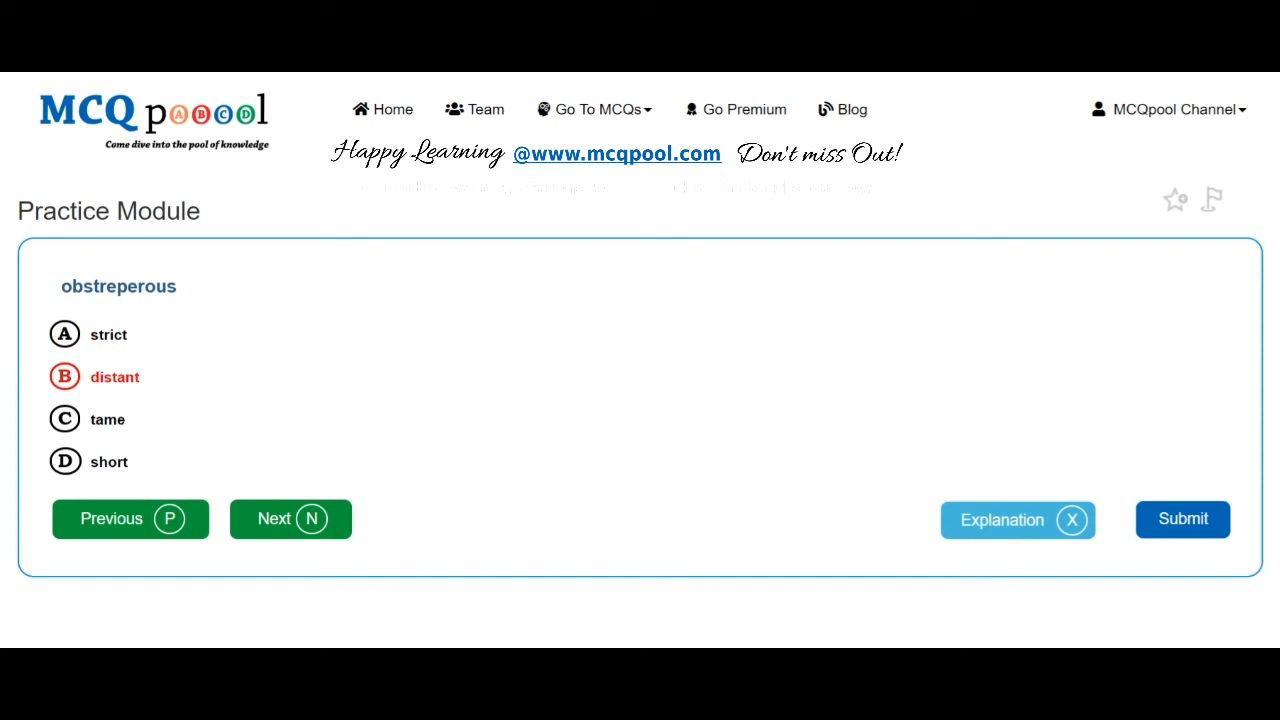 MCQ pooool
Come dive into the pool of knowledge
Home Team Go To MCQs Go Premium Blog MCQpool Channel
Happy Learning @www.mcqpool.com Don't miss Out!
Practice Module
obstreperous
A strict
B distant
C tame
D short
Previous P Next N Explanation X Submit